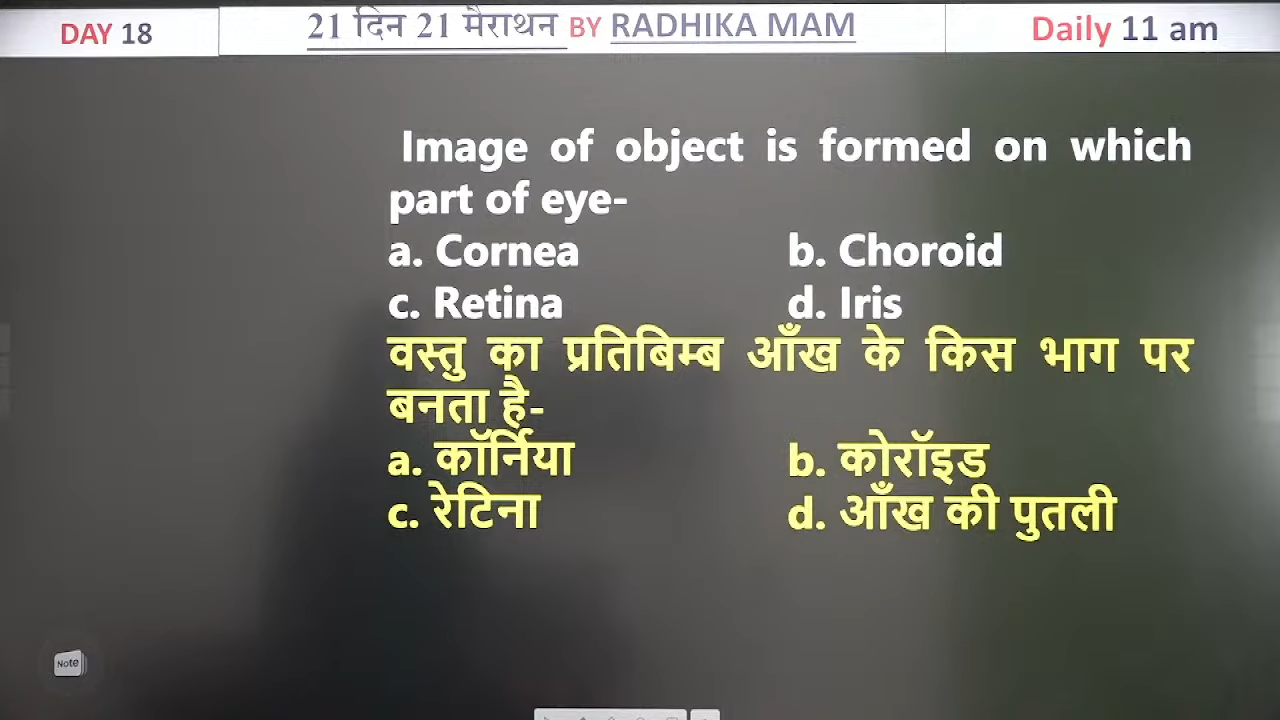 DAY 18
21 दिन 21 मैराथन BY RADHIKA MAM
Daily 11 am
Image of object is formed on which
part of eye-
a. Cornea b. Choroid
c. Retina d. Iris
वस्तु का प्रतिबिम्ब आँख के किस भाग पर
बनता है-
a. कॉर्निया b. कोरॉइड
c. रेटिना d. आँख की पुतली
Note